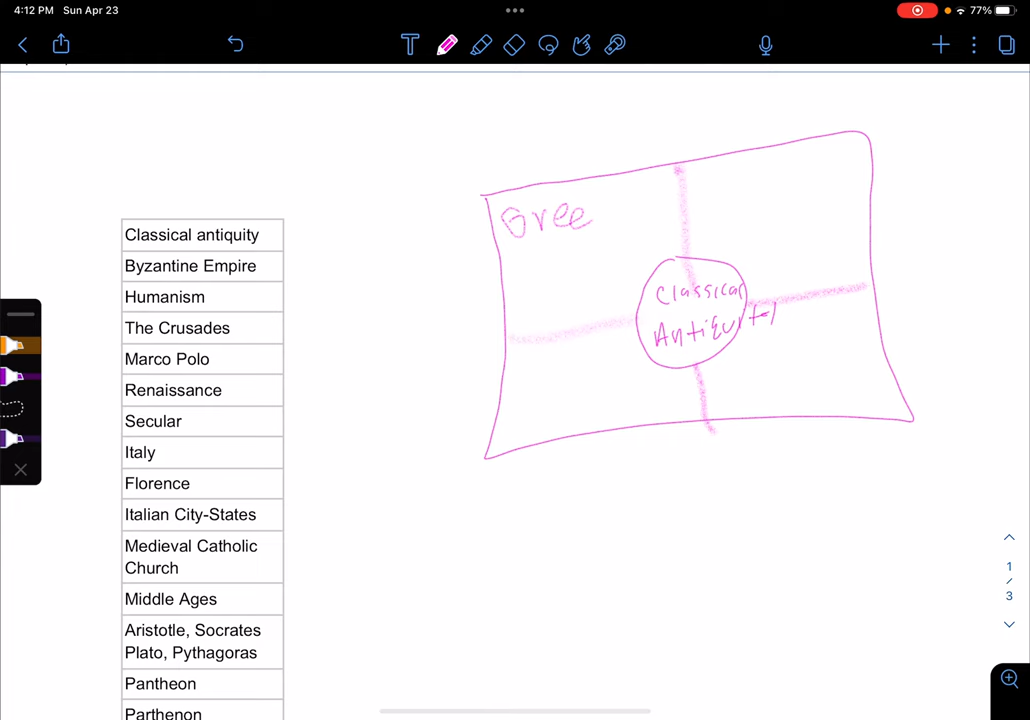 4:12 PM Sun Apr 23
77%
T
Classical antiquity
Byzantine Empire
Humanism
The Crusades
Marco Polo
Renaissance
Secular
Italy
Florence
Italian City-States
Medieval Catholic
Church
Middle Ages
Aristotle, Socrates
Plato, Pythagoras
Pantheon
Parthenon
Gree
Classical
1
/
3